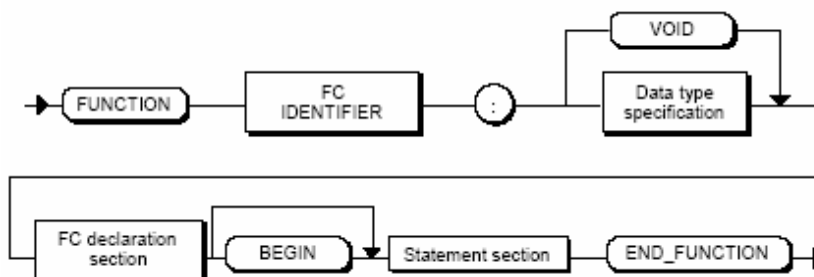 VOID
FUNCTION
FC
IDENTIFIER
:
Data type
specification
FC declaration
section
BEGIN
Statement section
END_FUNCTION